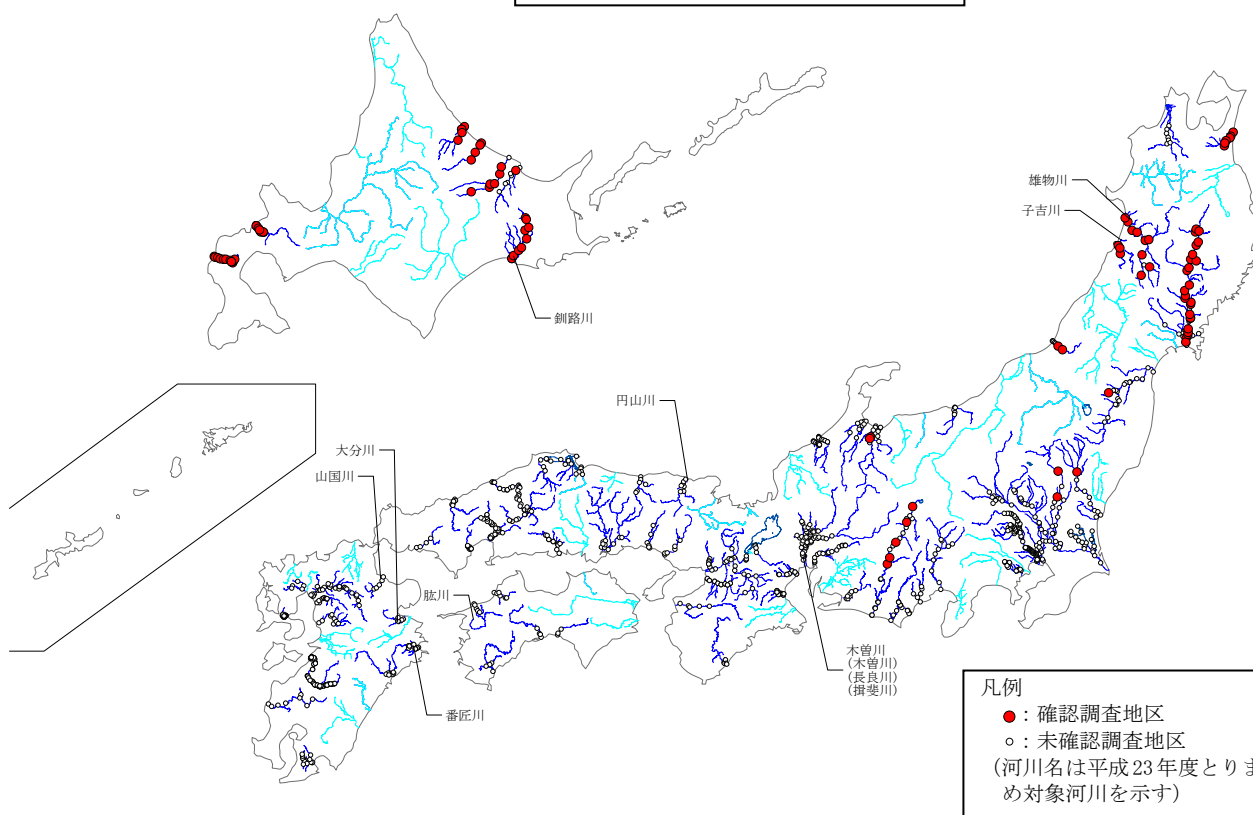 雄物川
子吉川
釧路川
円山川
大分川
山国川
肱川
木曽川
(木曽川)
(長良川)
(揖斐川)
番匠川
凡例
：確認調査地区
：未確認調査地区
(河川名は平成23年度とりま
め対象河川を示す)